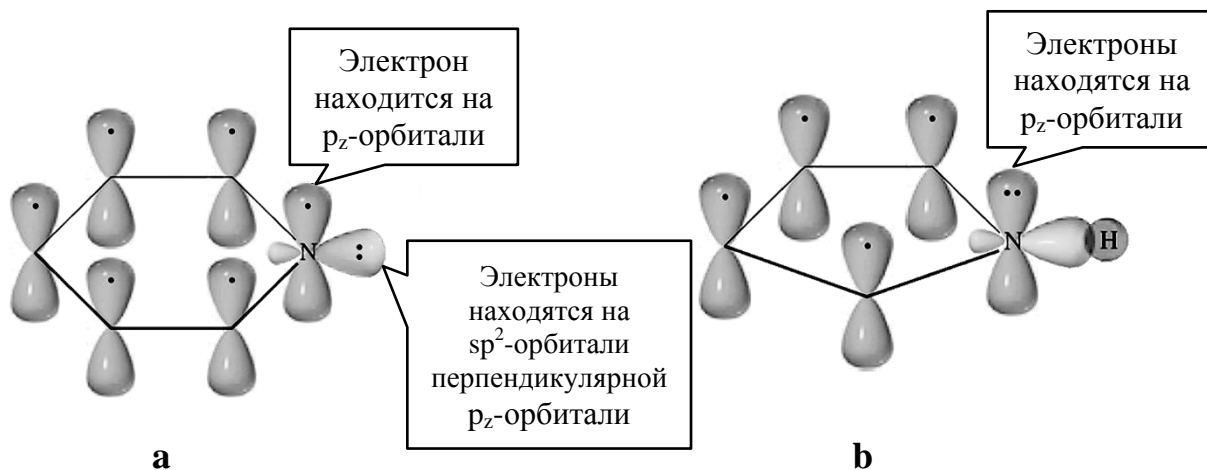 Электрон
находится на
pz-орбитали
N
Электроны
находятся на
sp²-орбитали
перпендикулярной
pz-орбитали
a
Электроны
находятся на
pz-орбитали
N
H
b